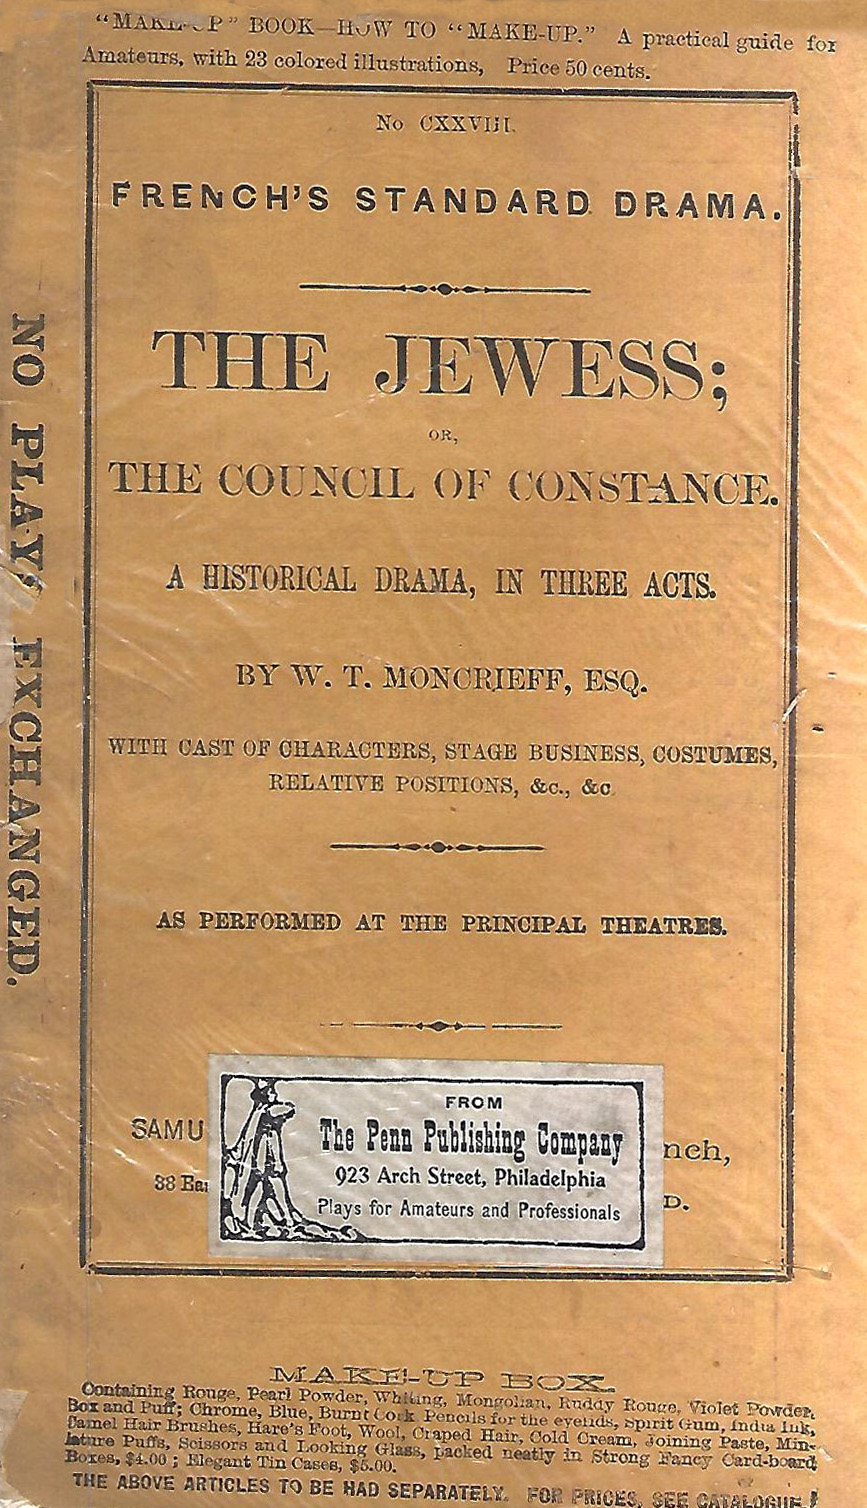 "MAKE-UP" BOOK—HOW TO "MAKE-UP." A practical guide for
Amateurs, with 23 colored illustrations, Price 50 cents.
No CXXVIII.
FRENCH'S STANDARD DRAMA.
THE JEWESS;
OR,
THE COUNCIL OF CONSTANCE.
A HISTORICAL DRAMA, IN THREE ACTS.
BY W. T. MONCRIEFF, ESQ.
WITH CAST OF CHARACTERS, STAGE BUSINESS, COSTUMES,
RELATIVE POSITIONS, &c., &c
AS PERFORMED AT THE PRINCIPAL THEATRES.
SAMU
nch,
38 Ea
D.
FROM
The Penn Publishing Company
923 Arch Street, Philadelphia
Plays for Amateurs and Professionals
NO PLAYS EXCHANGED.
MAKE-UP BOX.
Containing Rouge, Pearl Powder, Whiting, Mongolian, Ruddy Rouge, Violet Powder,
Box and Puff; Chrome, Blue, Burnt Cork, Pencils for the eyelids, Spirit Gum, India Ink,
Camel Hair Brushes, Hare's Foot, Wool, Craped Hair, Cold Cream, Joining Paste, Min-
iature Puffs, Scissors and Looking Glass, packed neatly in Strong Fancy Card-board
Boxes, $4.00 ; Elegant Tin Cases, $5.00.
THE ABOVE ARTICLES TO BE HAD SEPARATELY. FOR PRICES, SEE CATALOGUE!